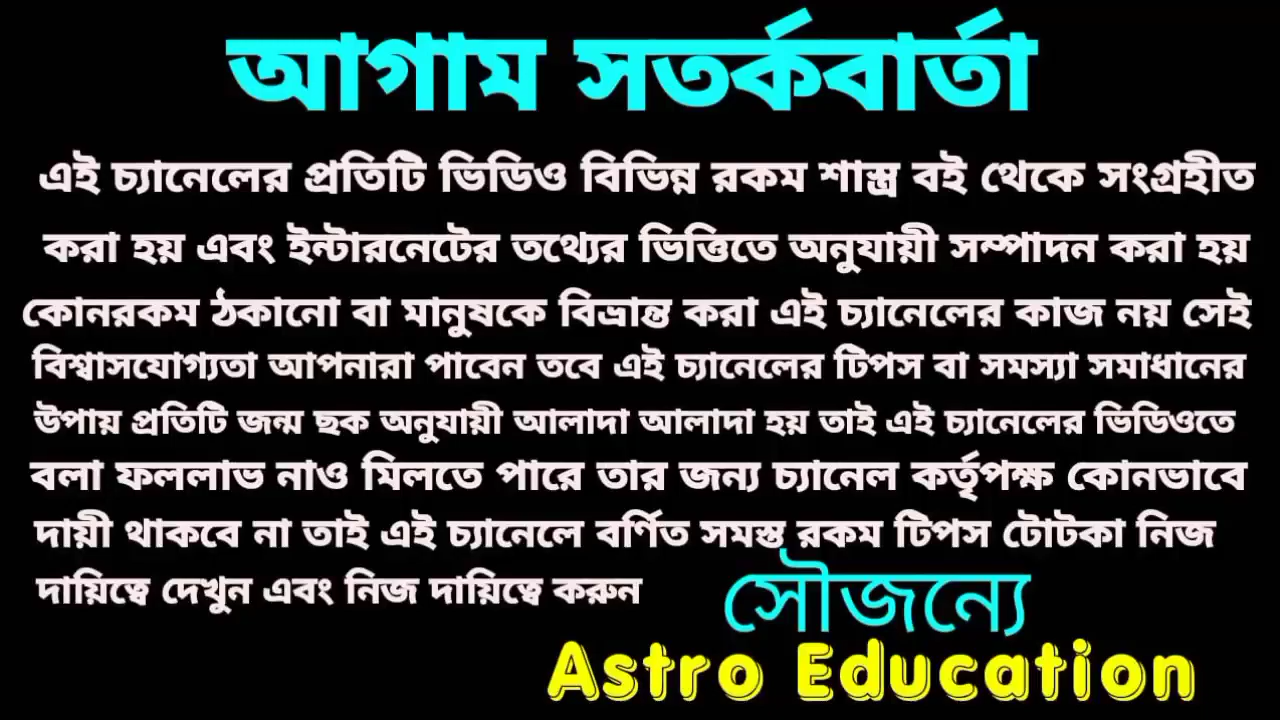 আগাম সতর্কবার্তা
এই চ্যানেলের প্রতিটি ভিডিও বিভিন্ন রকম শাস্ত্র বই থেকে সংগ্রহীত
করা হয় এবং ইন্টারনেটের তথ্যের ভিত্তিতে অনুযায়ী সম্পাদন করা হয়
কোনরকম ঠকানো বা মানুষকে বিভ্রান্ত করা এই চ্যানেলের কাজ নয় সেই
বিশ্বাসযোগ্যতা আপনারা পাবেন তবে এই চ্যানেলের টিপস বা সমস্যা সমাধানের
উপায় প্রতিটি জন্ম ছক অনুযায়ী আলাদা আলাদা হয় তাই এই চ্যানেলের ভিডিওতে
বলা ফললাভ নাও মিলতে পারে তার জন্য চ্যানেল কর্তৃপক্ষ কোনভাবে
দায়ী থাকবে না তাই এই চ্যানেলে বর্ণিত সমস্ত রকম টিপস টোটকা নিজ
দায়িত্বে দেখুন এবং নিজ দায়িত্বে করুন
সৌজন্যে
Astro Education